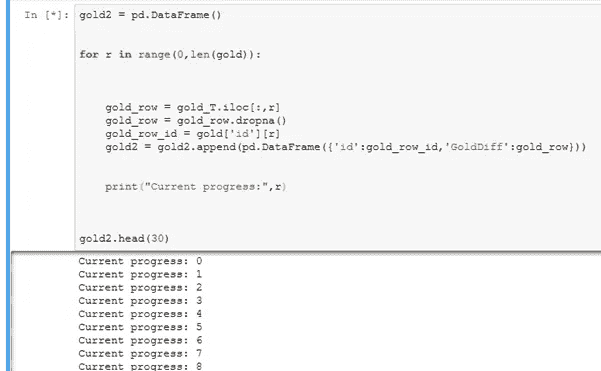 In [*]: gold2 = pd.DataFrame()
for r in range(0,len(gold)):
gold_row = gold_T.iloc[:,r]
gold_row = gold_row.dropna()
gold_row_id = gold['id'][r]
gold2 = gold2.append(pd.DataFrame({'id':gold_row_id,'GoldDiff':gold_row}))
print("Current progress:",r)
gold2.head(30)
Current progress: 0
Current progress: 1
Current progress: 2
Current progress: 3
Current progress: 4
Current progress: 5
Current progress: 6
Current progress: 7
Current progress: 8